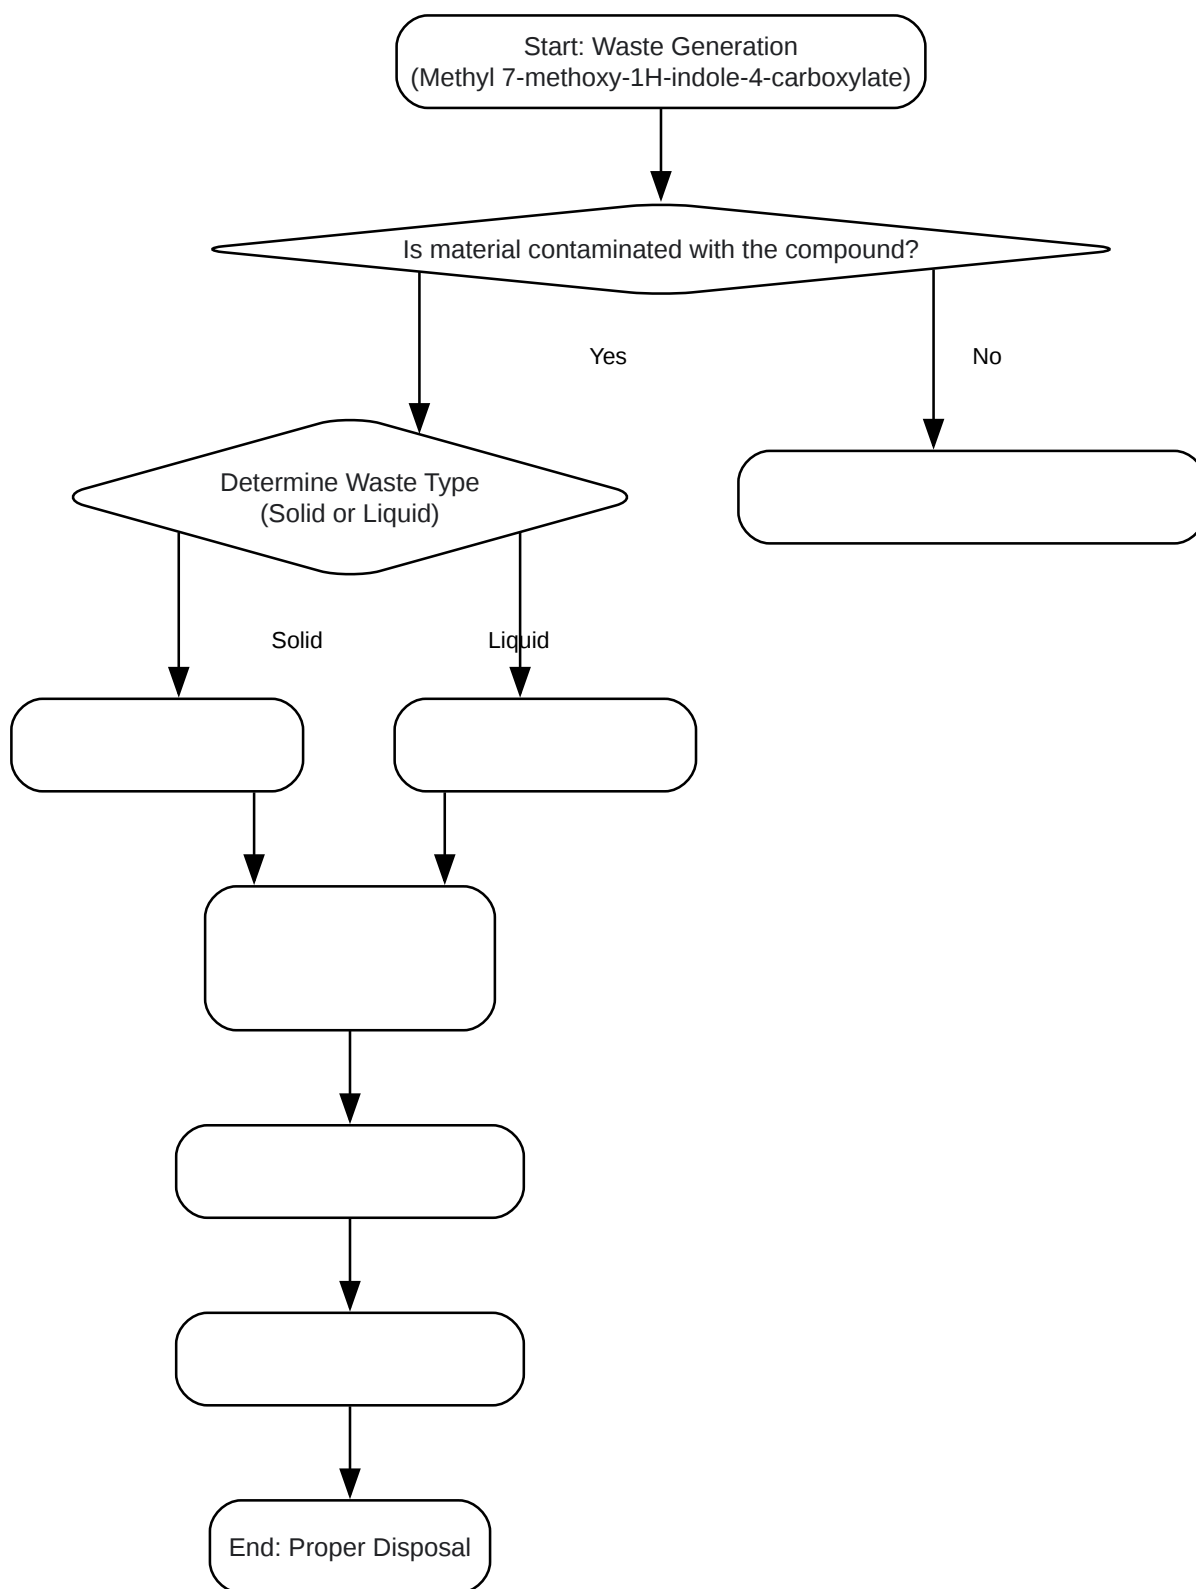 Start: Waste Generation
(Methyl 7-methoxy-1H-indole-4-carboxylate)
Is material contaminated with the compound?
Yes
No
Determine Waste Type
(Solid or Liquid)
Solid
Liquid
End: Proper Disposal